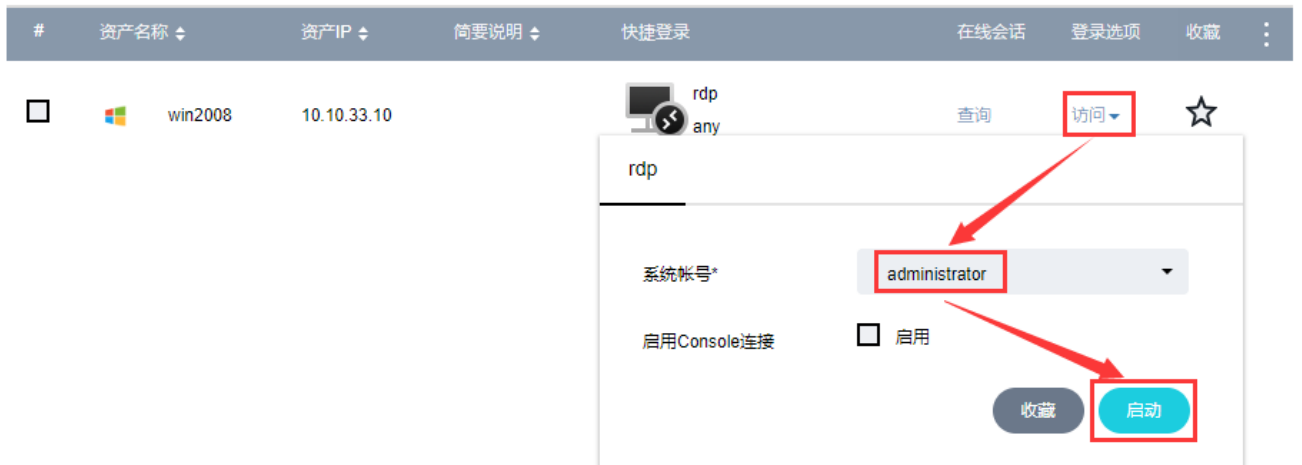 # 资产名称 资产IP 简要说明 快捷登录 在线会话 登录选项 收藏
win2008 10.10.33.10 rdp any 查询 访问
rdp
系统帐号* administrator
启用Console连接 启用
收藏 启动